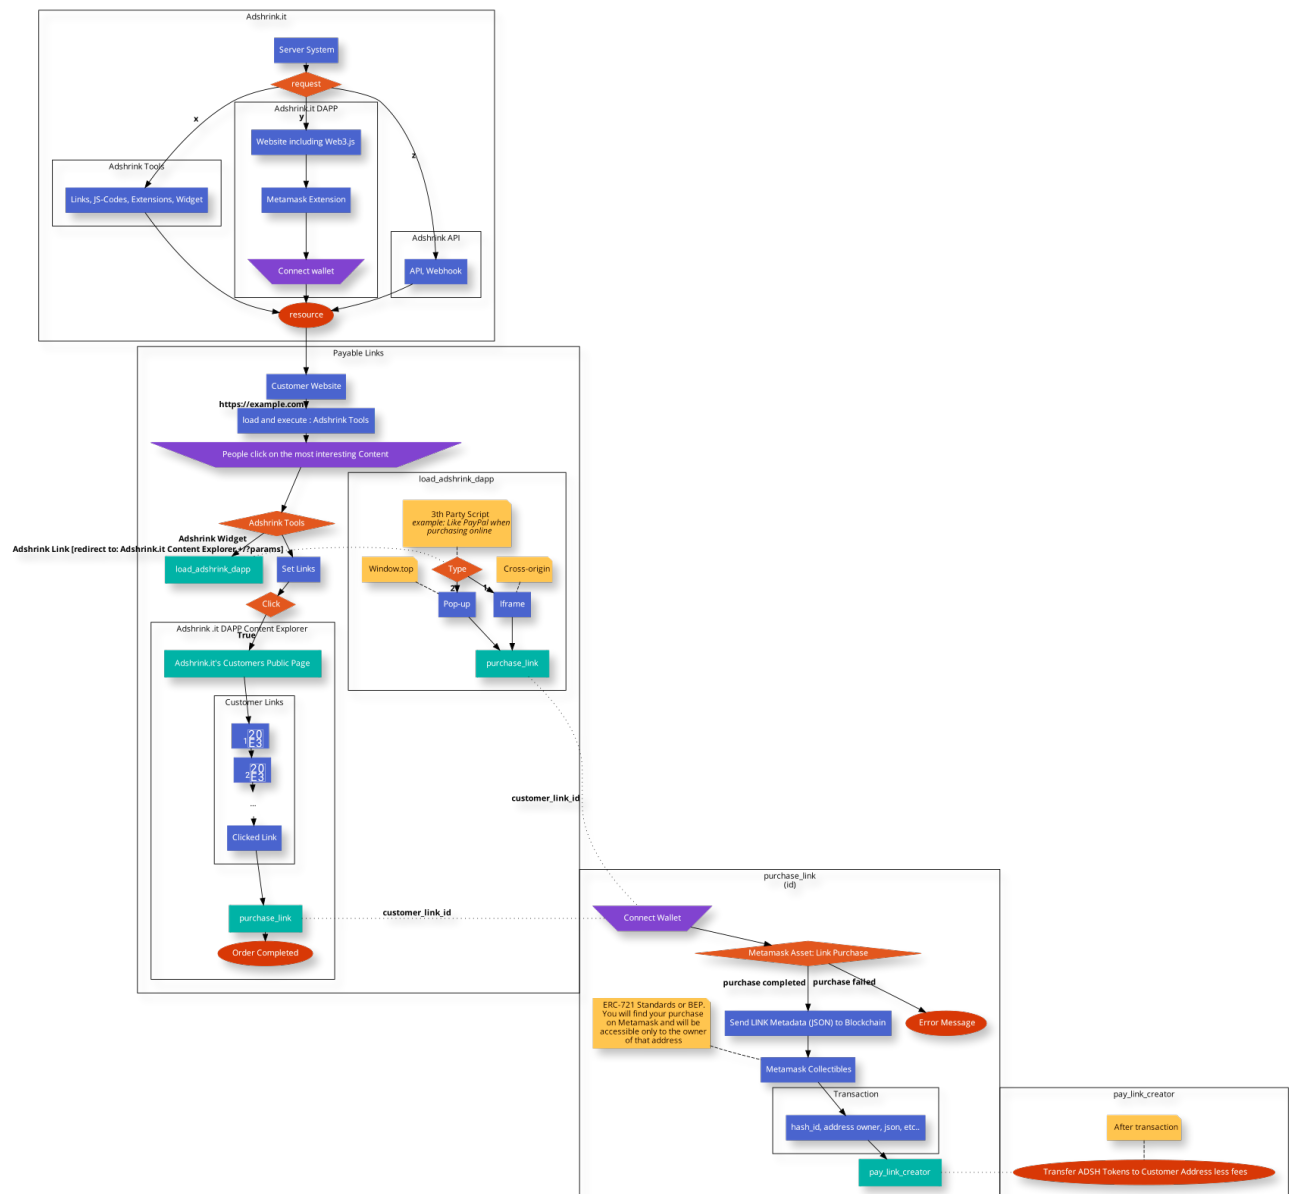 Adshrink.it
Server System
request
x
Adshrink.it DAPP
y
Website including Web3.js
z
Adshrink Tools
Links, JS-Codes, Extensions, Widget
Metamask Extension
Adshrink API
Connect wallet
API, Webhook
resource
Payable Links
Customer Website
https://example.com
load and execute : Adshrink Tools
People click on the most interesting Content
load_adshrink_dapp
3th Party Script
example: Like PayPal when
purchasing online
Adshrink Tools
Adshrink Widget
Adshrink Link [redirect to: Adshrink.it Content Explorer +/?params]
load_adshrink_dapp
Set Links
Window.top
Type
Cross-origin
2
1
Pop-up
Iframe
Click
Adshrink .it DAPP Content Explorer
True
Adshrink.it's Customers Public Page
purchase_link
Customer Links
1 20
E3
2 20
E3
...
Clicked Link
customer_link_id
purchase_link
(id)
purchase_link
customer_link_id
Connect Wallet
Order Completed
Metamask Asset: Link Purchase
purchase completed
purchase failed
ERC-721 Standards or BEP.
You will find your purchase
on Metamask and will be
accessible only to the owner
of that address
Send LINK Metadata (JSON) to Blockchain
Error Message
Metamask Collectibles
Transaction
hash_id, address owner, json, etc..
pay_link_creator
pay_link_creator
After transaction
Transfer ADSH Tokens to Customer Address less fees